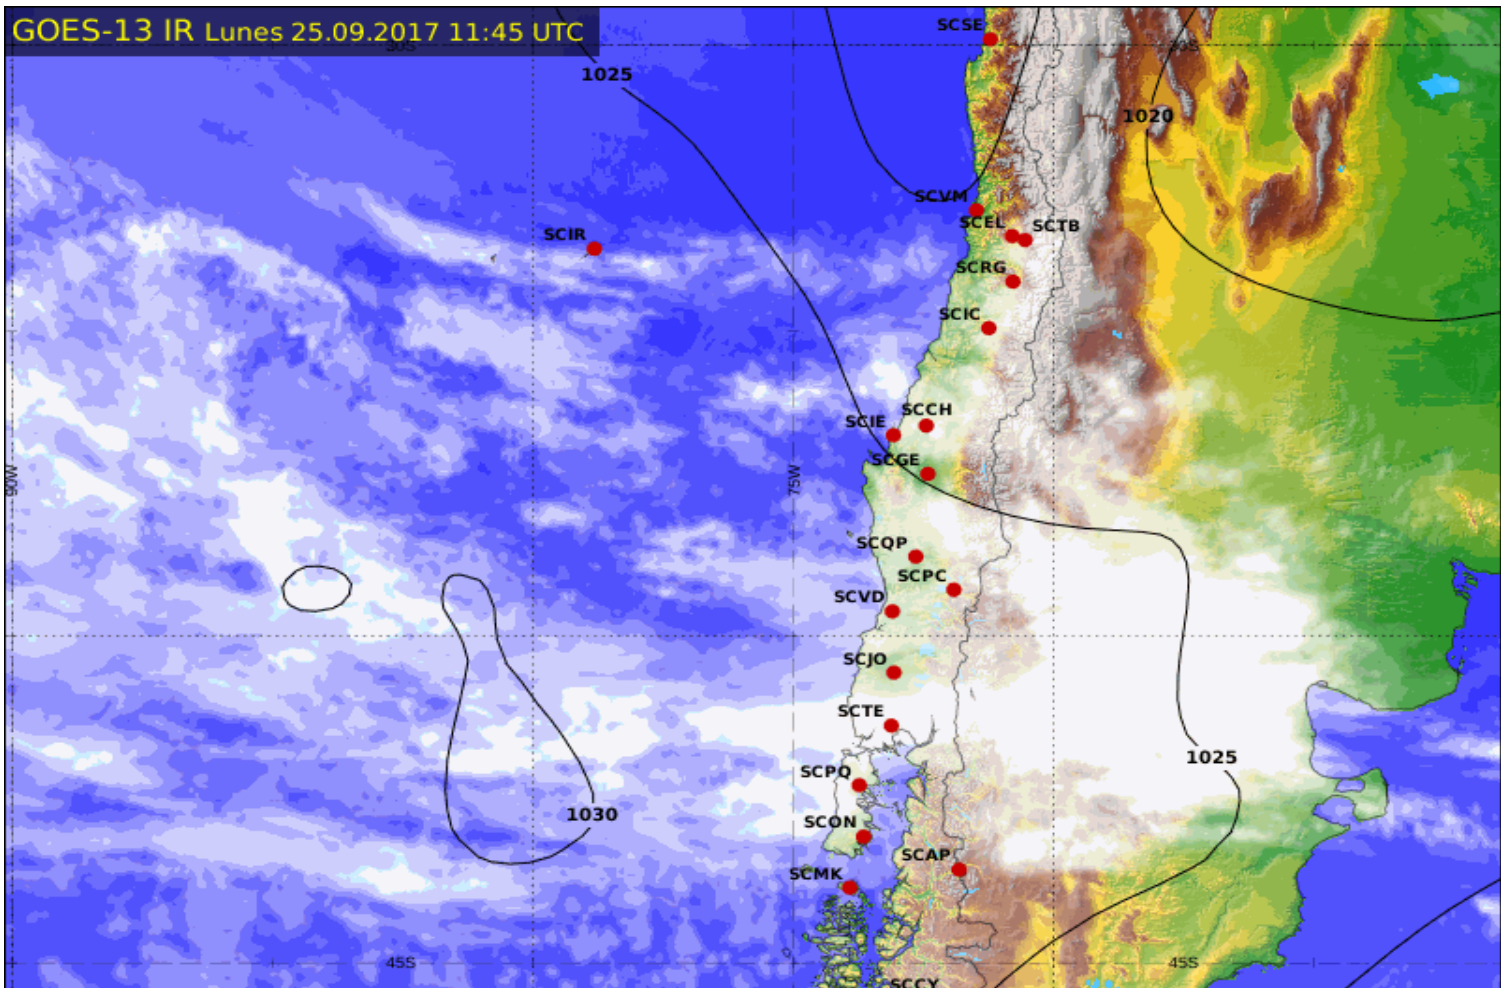 GOES-13 IR Lunes 25.09.2017 11:45 UTC
30S
30S
SCSE
1025
1020
SCVM
SCEL
SCTB
SCIR
SCRG
SCIC
SCCH
SCIE
SCGE
90W
75W
SCQP
SCPC
SCVD
SCJO
SCTE
1025
SCPQ
1030
SCON
SCAP
SCMK
45S
45S
SCCY